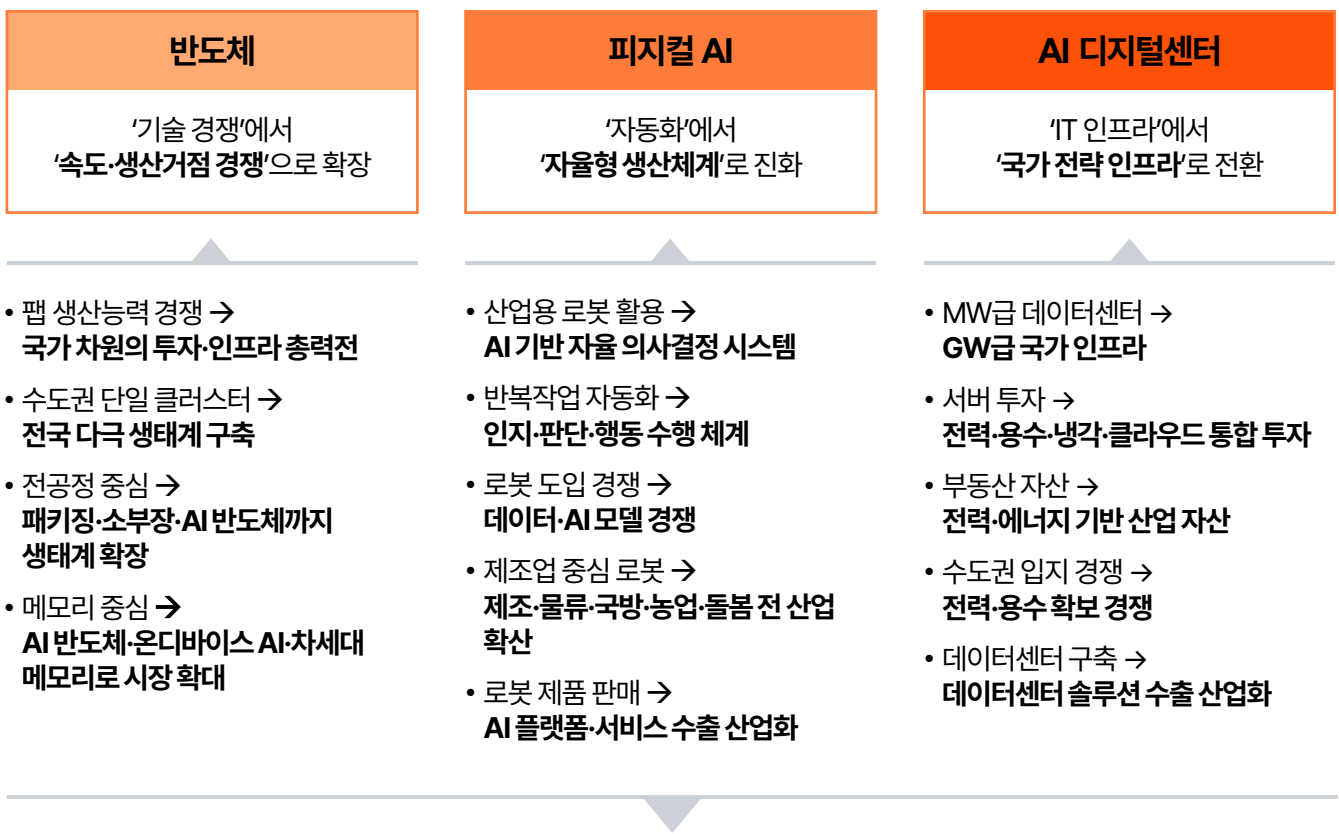 반도체
'기술 경쟁'에서
'속도·생산거점 경쟁'으로 확장
• 팹 생산능력 경쟁 →
국가 차원의 투자·인프라 총력전
• 수도권 단일 클러스터 →
전국 다극 생태계 구축
• 전공정 중심 →
패키징·소부장·AI 반도체까지
생태계 확장
• 메모리 중심 →
AI 반도체·온디바이스 AI·차세대
메모리로 시장 확대
피지컬 AI
'자동화'에서
'자율형 생산체계'로 진화
• 산업용 로봇 활용 →
AI 기반 자율 의사결정 시스템
• 반복작업 자동화 →
인지·판단·행동 수행 체계
• 로봇 도입 경쟁 →
데이터·AI 모델 경쟁
• 제조업 중심 로봇 →
제조·물류·국방·농업·돌봄 전 산업
확산
• 로봇 제품 판매 →
AI 플랫폼·서비스 수출 산업화
AI 디지털센터
'IT 인프라'에서
'국가 전략 인프라'로 전환
• MW급 데이터센터 →
GW급 국가 인프라
• 서버 투자 →
전력·용수·냉각·클라우드 통합 투자
• 부동산 자산 →
전력·에너지 기반 산업 자산
• 수도권 입지 경쟁 →
전력·용수 확보 경쟁
• 데이터센터 구축 →
데이터센터 솔루션 수출 산업화